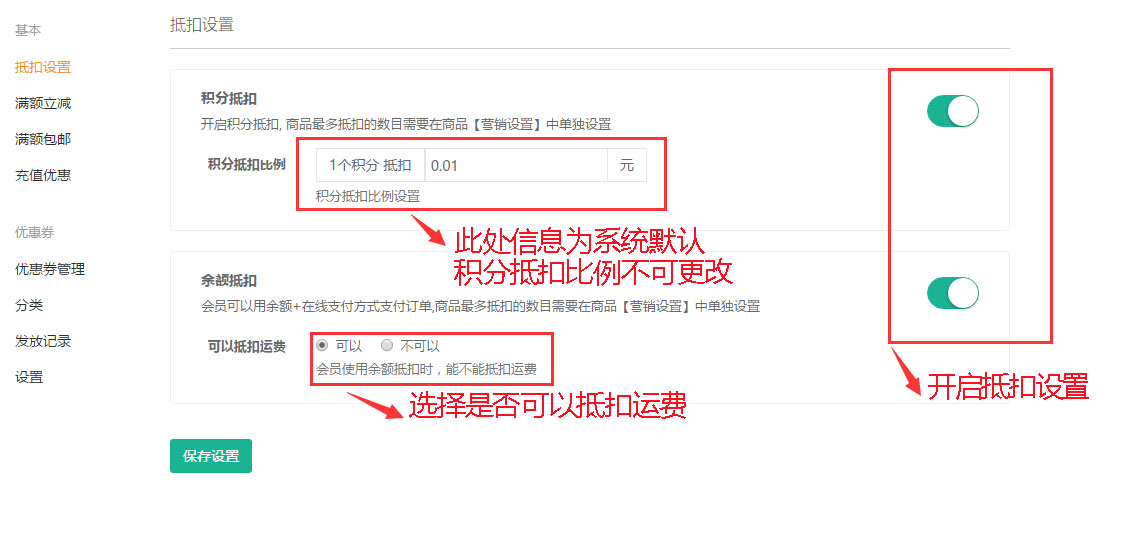 基本
抵扣设置
满额立减
满额包邮
充值优惠
优惠券
优惠券管理
分类
发放记录
设置
抵扣设置
积分抵扣
开启积分抵扣, 商品最多抵扣的数目需要在商品【营销设置】中单独设置
积分抵扣比例 1个积分 抵扣 0.01 元
积分抵扣比例设置
此处信息为系统默认
积分抵扣比例不可更改
余额抵扣
会员可以用余额+在线支付方式支付订单,商品最多抵扣的数目需要在商品【营销设置】中单独设置
可以抵扣运费 可以 不可以
会员使用余额抵扣时，能不能抵扣运费
开启抵扣设置
选择是否可以抵扣运费
保存设置